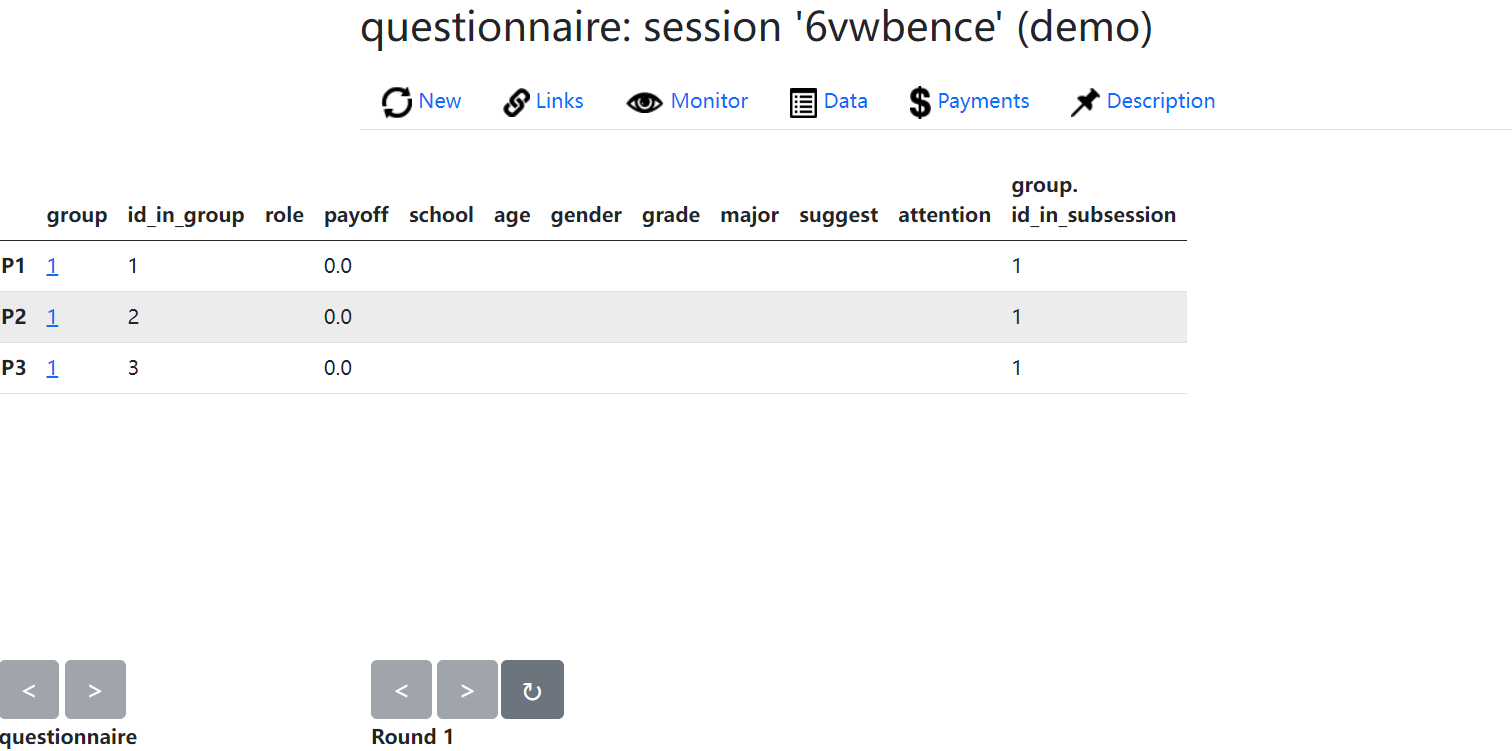 questionnaire: session '6vwbence' (demo)
New Links Monitor Data Payments Description
group id_in_group role payoff school age gender grade major suggest attention group. id_in_subsession
P1 1 1 0.0 1
P2 1 2 0.0 1
P3 1 3 0.0 1
< > < > ↻
questionnaire Round 1